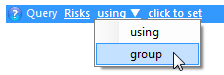 ? Query Risks using ▼ click to set
using
group